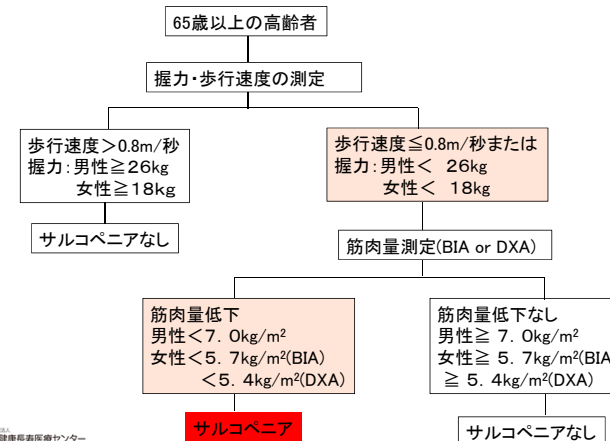 65歳以上の高齢者
握力・歩行速度の測定
歩行速度＞0.8m/秒
握力：男性≧26kg
女性≧18kg
歩行速度≦0.8m/秒または
握力：男性＜ 26kg
女性＜ 18kg
サルコペニアなし
筋肉量測定(BIA or DXA)
筋肉量低下
男性＜7．0kg/m²
女性＜5．7kg/m²(BIA)
＜5．4kg/m²(DXA)
筋肉量低下なし
男性≧ 7．0kg/m²
女性≧ 5．7kg/m²(BIA
≧ 5．4kg/m²(DXA)
サルコペニア
サルコペニアなし
健康長寿医療センター